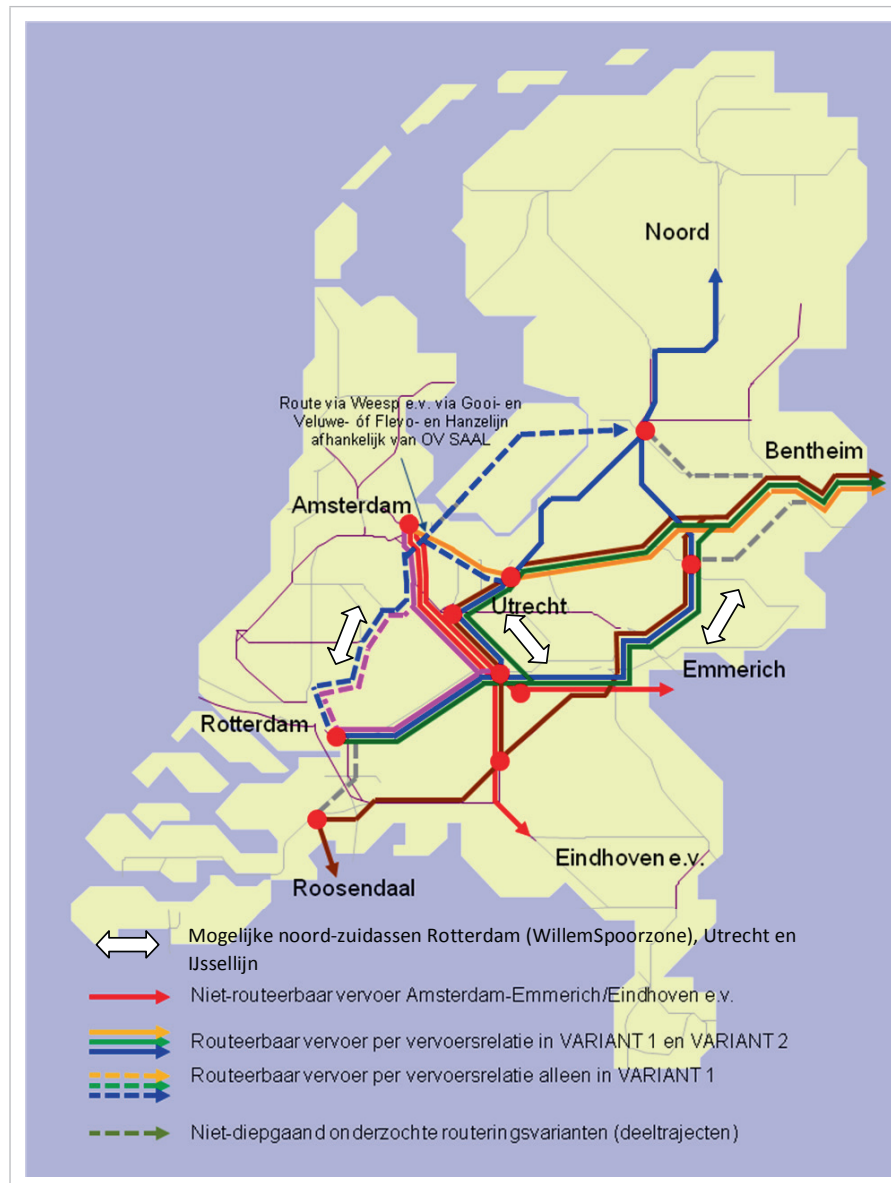 Noord
Route via Weesp e.v. via Gooi- en
Veluwe- óf Flevo- en Hanzelijn
afhankelijk van OV SAAL
Bentheim
Amsterdam
Utrecht
Emmerich
Rotterdam
Eindhoven e.v.
Roosendaal
Mogelijke noord-zuidassen Rotterdam (WillemSpoorzone), Utrecht en
IJssellijn
Niet-routeerbaar vervoer Amsterdam-Emmerich/Eindhoven e.v.
Routeerbaar vervoer per vervoersrelatie in VARIANT 1 en VARIANT 2
Routeerbaar vervoer per vervoersrelatie alleen in VARIANT 1
Niet-diepgaand onderzochte routeringsvarianten (deeltrajecten)